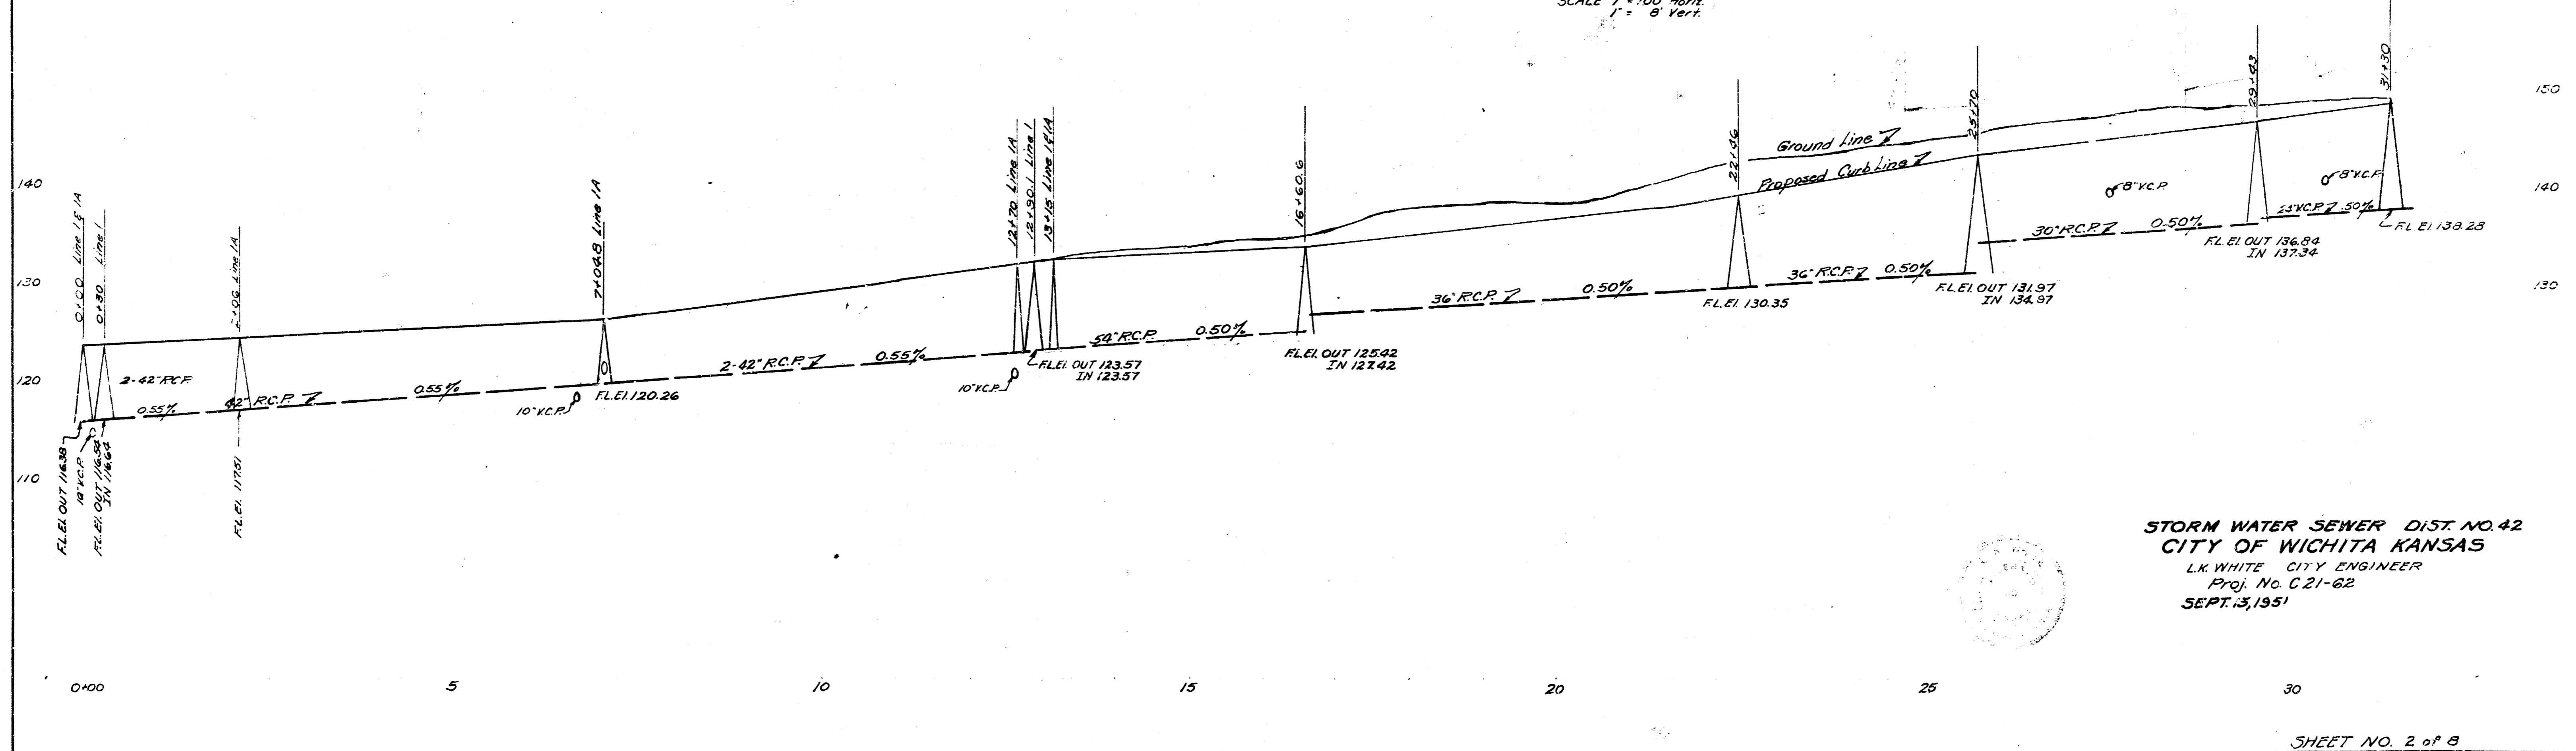 SCALE 1" = 100' Horiz.
1" = 8' Vert.
150
140
130
140
130
120
110
0+00 Line 1 & 1A
0+30 Line 1
2+06 Line 1A
7+04.8 Line 1A
12+70 Line 1A
12+90.1 Line 1
13+15 Line 1 & 1A
16+60.6
22+46
25+70
29+43
31+30
Ground Line
Proposed Curb Line
2-42" R.C.P.
0.55%
42" R.C.P.
0.55%
10" V.C.P.
F.L.El. 120.26
2-42" R.C.P.
0.55%
10" V.C.P.
F.L.El. OUT 123.57
IN 123.57
54" R.C.P. 0.50%
F.L.El. OUT 125.42
IN 127.42
36" R.C.P. 0.50%
F.L.El. 130.35
36" R.C.P. 0.50%
F.L.El. OUT 131.97
IN 134.97
30" R.C.P. 0.50%
8" V.C.P.
F.L.El. OUT 136.84
IN 137.34
V.C.P. .50%
8" V.C.P.
F.L.El. 138.28
F.L.El. OUT 116.38
V.C.P.
F.L.El. OUT 116.54
IN 116.64
F.L.El. 117.51
STORM WATER SEWER DIST. NO. 42
CITY OF WICHITA KANSAS
L.K. WHITE CITY ENGINEER
Proj. No. C 21-62
SEPT. 13, 1951
0+00 5 10 15 20 25 30
SHEET NO. 2 of 8